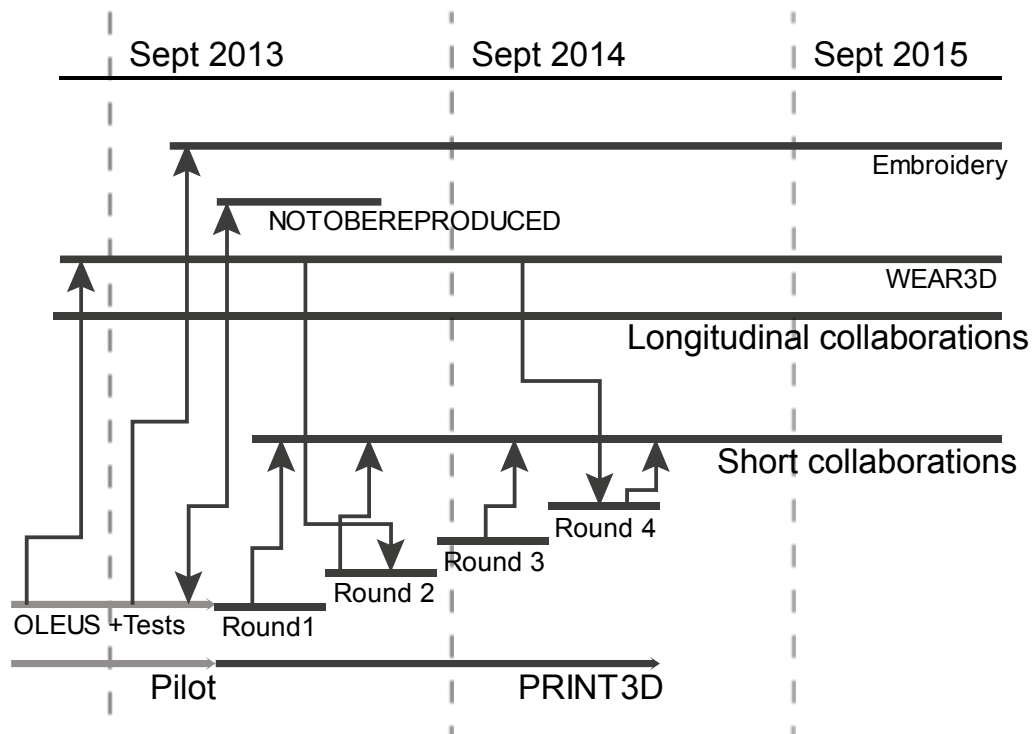 Sept 2013
Sept 2014
Sept 2015
Embroidery
NOTOBEREPRODUCED
WEAR3D
Longitudinal collaborations
Short collaborations
Round 4
Round 3
Round 2
OLEUS +Tests
Round1
Pilot
PRINT3D